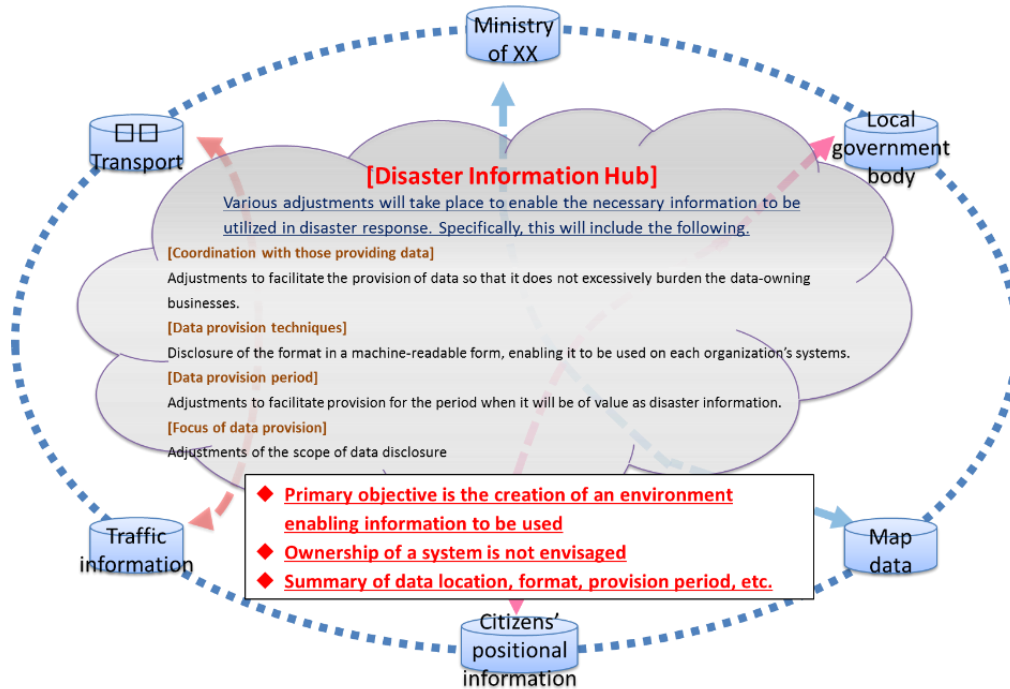 Ministry
of XX
□□
Transport
Local
government
body
[Disaster Information Hub]
Various adjustments will take place to enable the necessary information to be
utilized in disaster response. Specifically, this will include the following.
[Coordination with those providing data]
Adjustments to facilitate the provision of data so that it does not excessively burden the data-owning
businesses.
[Data provision techniques]
Disclosure of the format in a machine-readable form, enabling it to be used on each organization's systems.
[Data provision period]
Adjustments to facilitate provision for the period when it will be of value as disaster information.
[Focus of data provision]
Adjustments of the scope of data disclosure
◆ Primary objective is the creation of an environment
enabling information to be used
◆ Ownership of a system is not envisaged
◆ Summary of data location, format, provision period, etc.
Traffic
information
Map
data
Citizens'
positional
information